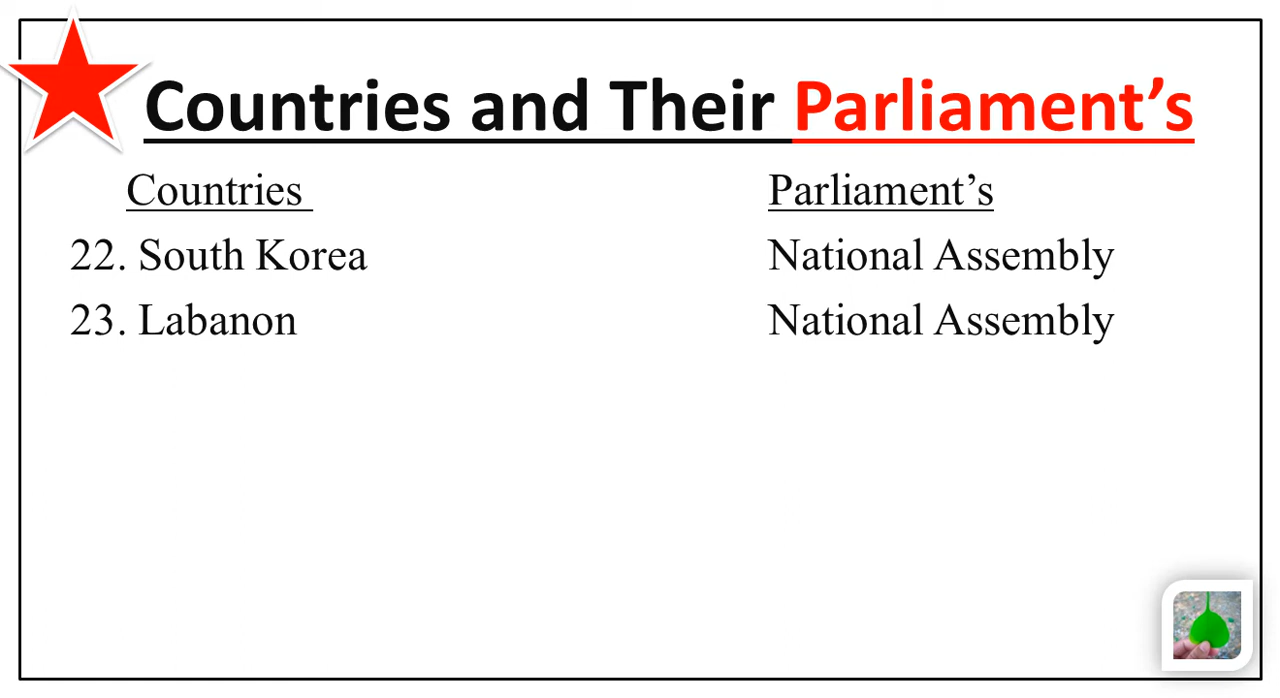 Countries and Their Parliament’s
Countries Parliament’s
22. South Korea National Assembly
23. Labanon National Assembly